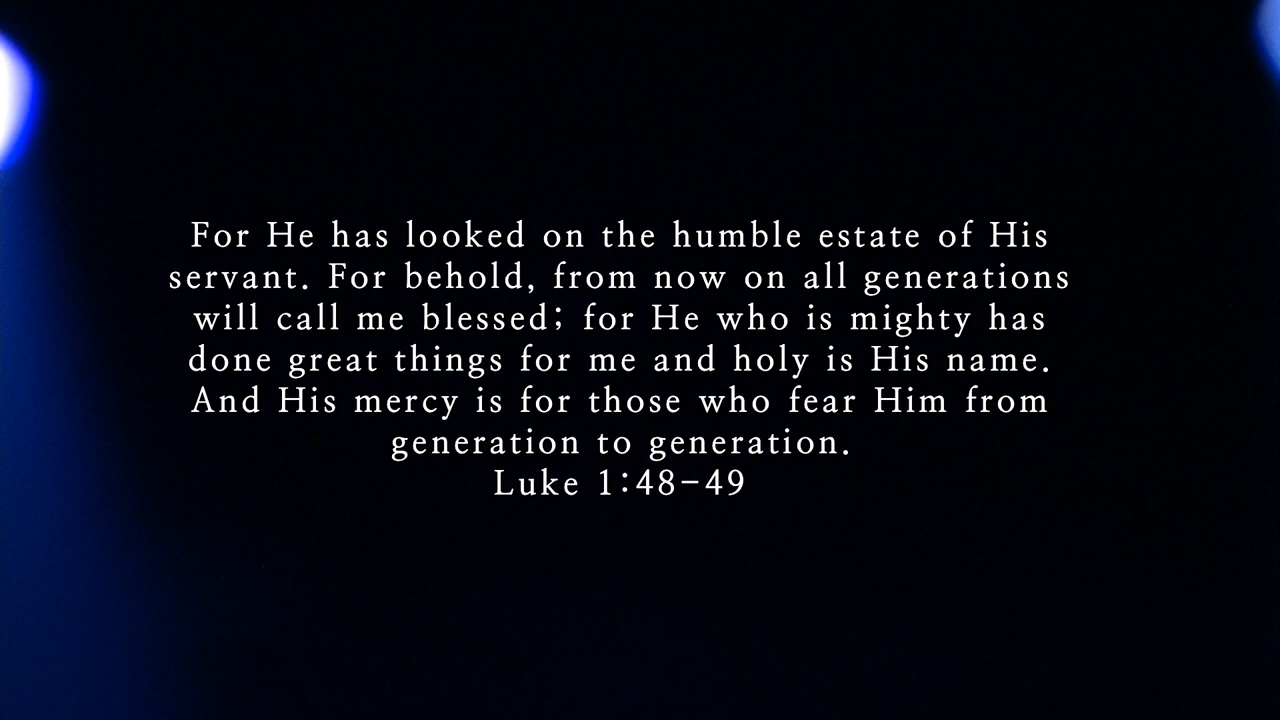 For He has looked on the humble estate of His
servant. For behold, from now on all generations
will call me blessed; for He who is mighty has
done great things for me and holy is His name.
And His mercy is for those who fear Him from
generation to generation.
Luke 1:48-49